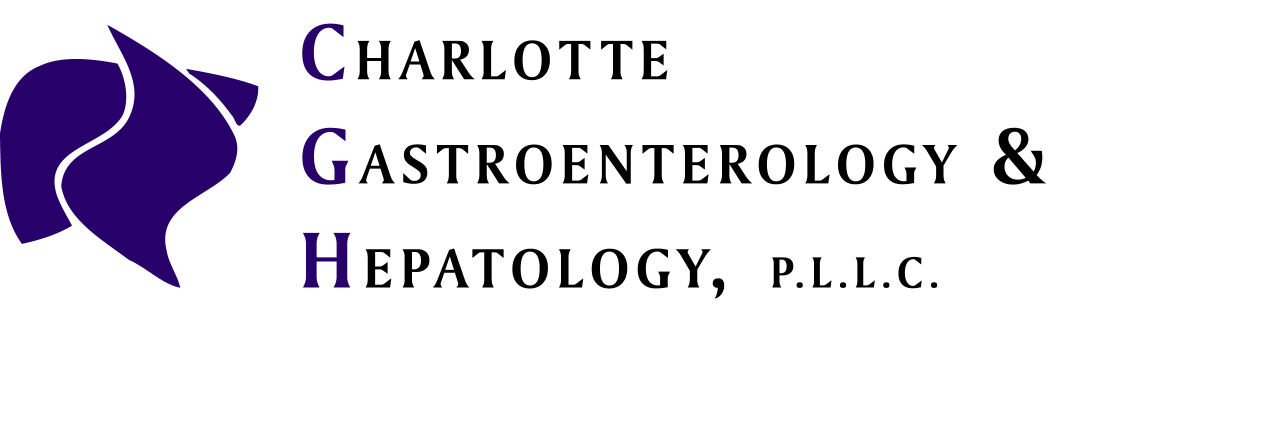 CHARLOTTE
GASTROENTEROLOGY &
HEPATOLOGY, P.L.L.C.